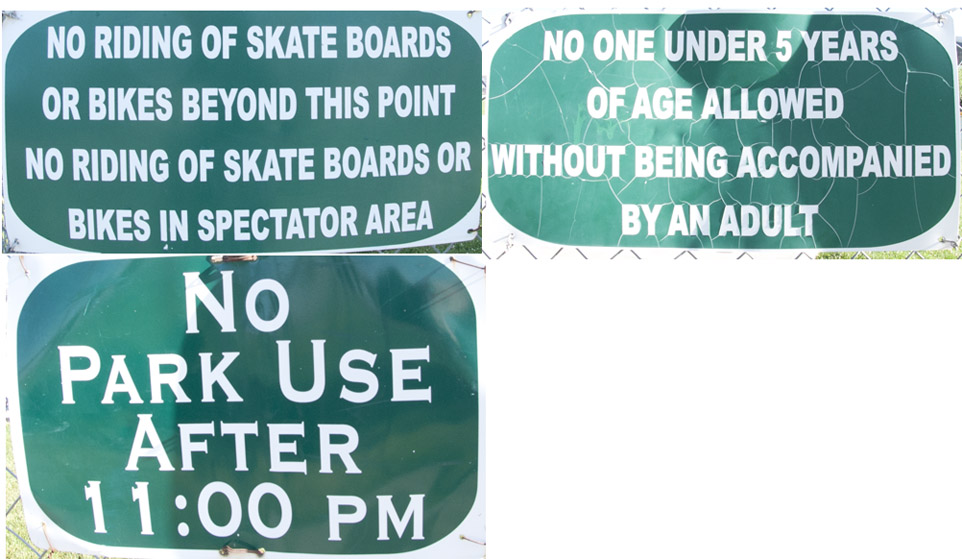 NO RIDING OF SKATE BOARDS
OR BIKES BEYOND THIS POINT
NO RIDING OF SKATE BOARDS OR
BIKES IN SPECTATOR AREA
NO ONE UNDER 5 YEARS
OF AGE ALLOWED
WITHOUT BEING ACCOMPANIED
BY AN ADULT
NO
PARK USE
AFTER
11:00 PM